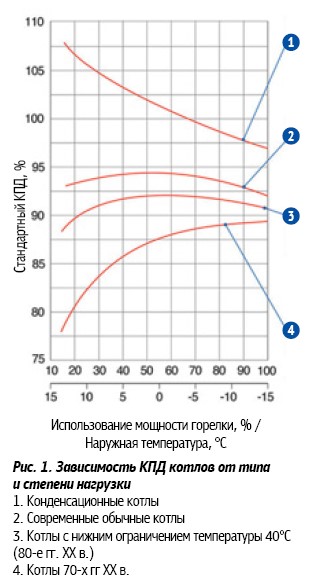 110
105
100
95
90
85
80
75
Стандартный КПД, %
1
2
3
4
10 20 30 40 50 60 70 80 90 100
15 10 5 0 -5 -10 -15
Использование мощности горелки, % /
Наружная температура, °С
Рис. 1. Зависимость КПД котлов от типа
и степени нагрузки
1. Конденсационные котлы
2. Современные обычные котлы
3. Котлы с нижним ограничением температуры 40°С
(80-е гг. XX в.)
4. Котлы 70-х гг XX в.